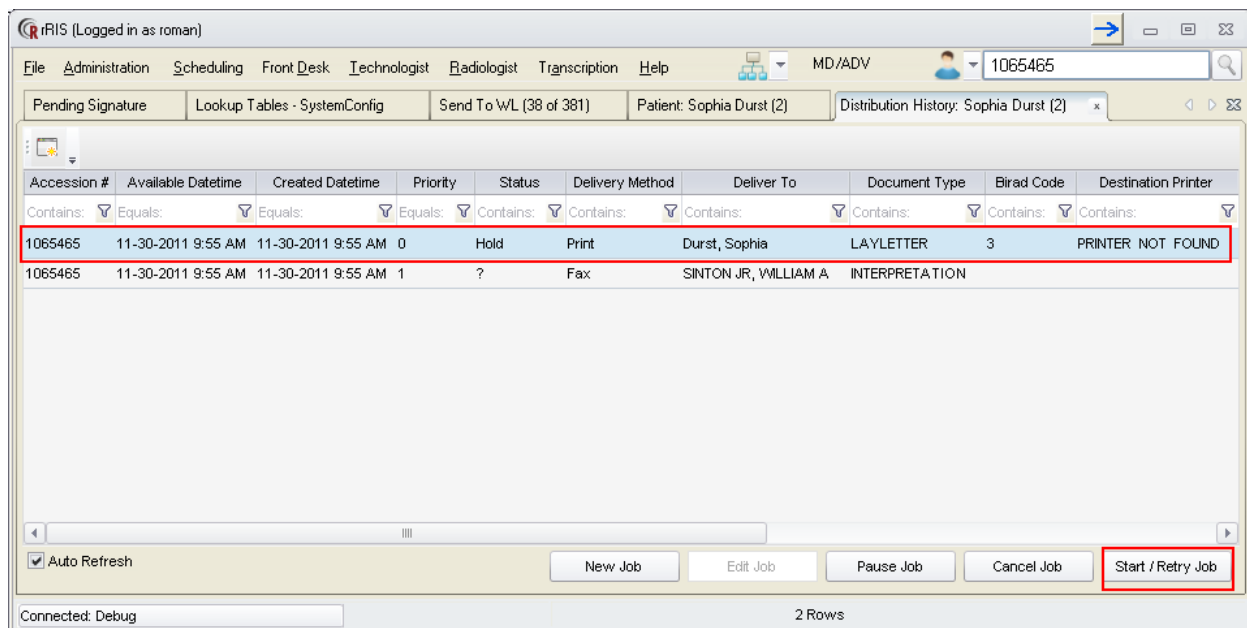 rRIS (Logged in as roman)
File Administration Scheduling Front Desk Technologist Radiologist Transcription Help MD/ADV 1065465
Pending Signature Lookup Tables - SystemConfig Send To WL (38 of 381) Patient: Sophia Durst (2) Distribution History: Sophia Durst (2) x
Accession # Available Datetime Created Datetime Priority Status Delivery Method Deliver To Document Type Birad Code Destination Printer
Contains: Equals: Equals: Equals: Contains: Contains: Contains: Contains: Contains: Contains:
1065465 11-30-2011 9:55 AM 11-30-2011 9:55 AM 0 Hold Print Durst, Sophia LAYLETTER 3 PRINTER NOT FOUND
1065465 11-30-2011 9:55 AM 11-30-2011 9:55 AM 1 ? Fax SINTON JR, WILLIAM A INTERPRETATION
Auto Refresh New Job Edit Job Pause Job Cancel Job Start / Retry Job
Connected: Debug 2 Rows